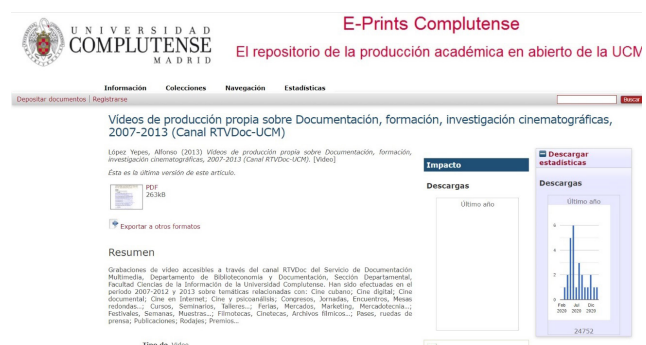 UNIVERSIDAD
COMPLUTENSE
MADRID
E-Prints Complutense
El repositorio de la producción académica en abierto de la UCM
Información Colecciones Navegación Estadísticas
Depositar documentos | Registrarse
Buscar
Vídeos de producción propia sobre Documentación, formación, investigación cinematográficas,
2007-2013 (Canal RTVDoc-UCM)
López Yepes, Alfonso (2013) Vídeos de producción propia sobre Documentación, formación,
investigación cinematográficas, 2007-2013 (Canal RTVDoc-UCM). [Video]
Ésta es la última versión de este artículo.
PDF
263kB
Exportar a otros formatos
Resumen
Grabaciones de vídeo accesibles a través del canal RTVDoc del Servicio de Documentación
Multimedia, Departamento de Biblioteconomía y Documentación, Sección Departamental,
Facultad Ciencias de la Información de la Universidad Complutense. Han sido efectuadas en el
periodo 2007-2012 y 2013 sobre temáticas relacionadas con: Cine cubano; Cine digital; Cine
documental; Cine en Internet; Cine y psicoanálisis; Congresos, Jornadas, Encuentros, Mesas
redondas...; Cursos, Seminarios, Talleres...; Ferias, Mercados, Marketing, Mercadotecnia...;
Festivales, Semanas, Muestras...; Filmotecas, Cinetecas, Archivos fílmicos...; Pases, ruedas de
prensa; Publicaciones; Rodajes; Premios..
Tipo de Video
Impacto
Descargas
Último año
Descargar
estadísticas
Descargas
Último año
6
4
2
0
Feb Jul Dic
2020 2020 2020
24752